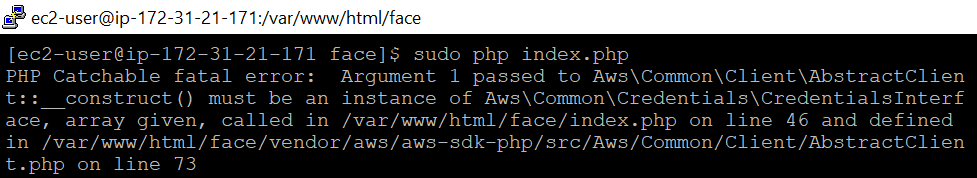 ec2-user@ip-172-31-21-171:/var/www/html/face
[ec2-user@ip-172-31-21-171 face]$ sudo php index.php
PHP Catchable fatal error:  Argument 1 passed to Aws\Common\Client\AbstractClien
t::__construct() must be an instance of Aws\Common\Credentials\CredentialsInterf
ace, array given, called in /var/www/html/face/index.php on line 46 and defined
in /var/www/html/face/vendor/aws/aws-sdk-php/src/Aws/Common/Client/AbstractClien
t.php on line 73